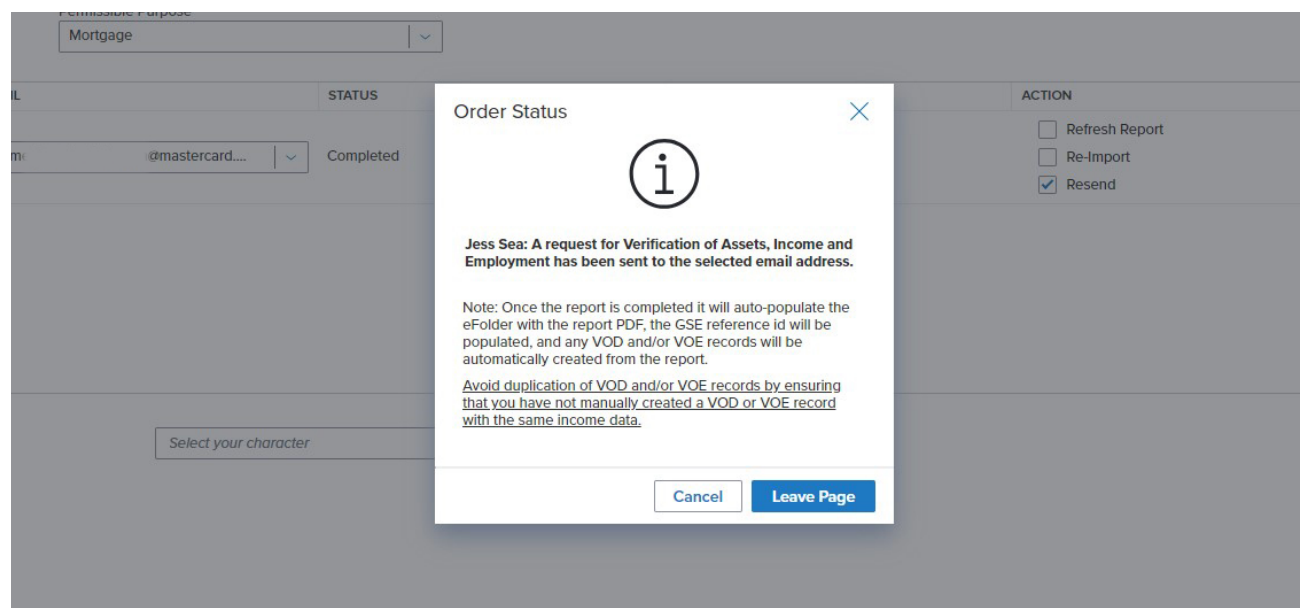 Permissible Purpose
Mortgage
IL
STATUS
ACTION
Order Status
Refresh Report
@mastercard....
Completed
Re-Import
Resend
Jess Sea: A request for Verification of Assets, Income and
Employment has been sent to the selected email address.
Note: Once the report is completed it will auto-populate the
eFolder with the report PDF, the GSE reference id will be
populated, and any VOD and/or VOE records will be
automatically created from the report.
Avoid duplication of VOD and/or VOE records by ensuring
that you have not manually created a VOD or VOE record
with the same income data.
Select your character
Cancel
Leave Page